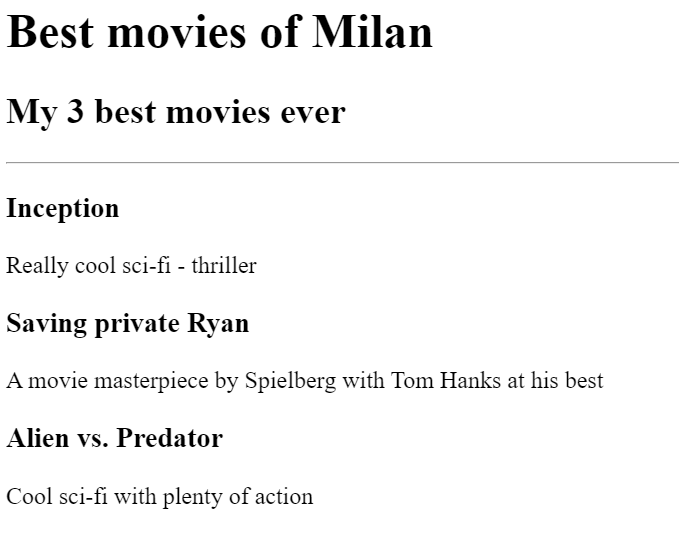 Best movies of Milan
My 3 best movies ever
Inception
Really cool sci-fi - thriller
Saving private Ryan
A movie masterpiece by Spielberg with Tom Hanks at his best
Alien vs. Predator
Cool sci-fi with plenty of action